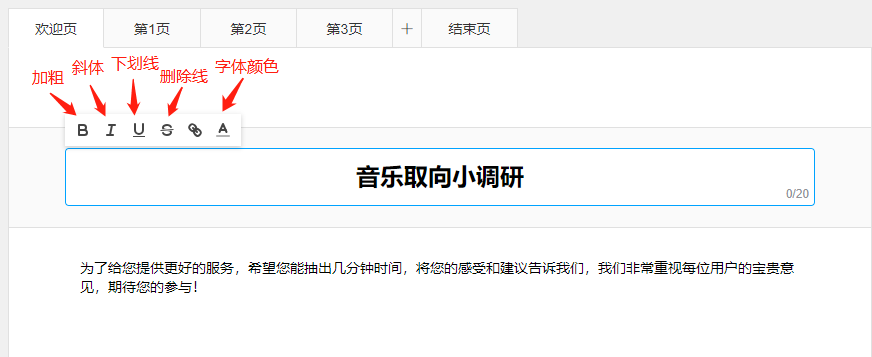 欢迎页 第1页 第2页 第3页 + 结束页
加粗 斜体 下划线 删除线 字体颜色
B I U S A
音乐取向小调研
0/20
为了给您提供更好的服务，希望您能抽出几分钟时间，将您的感受和建议告诉我们，我们非常重视每位用户的宝贵意
见，期待您的参与！